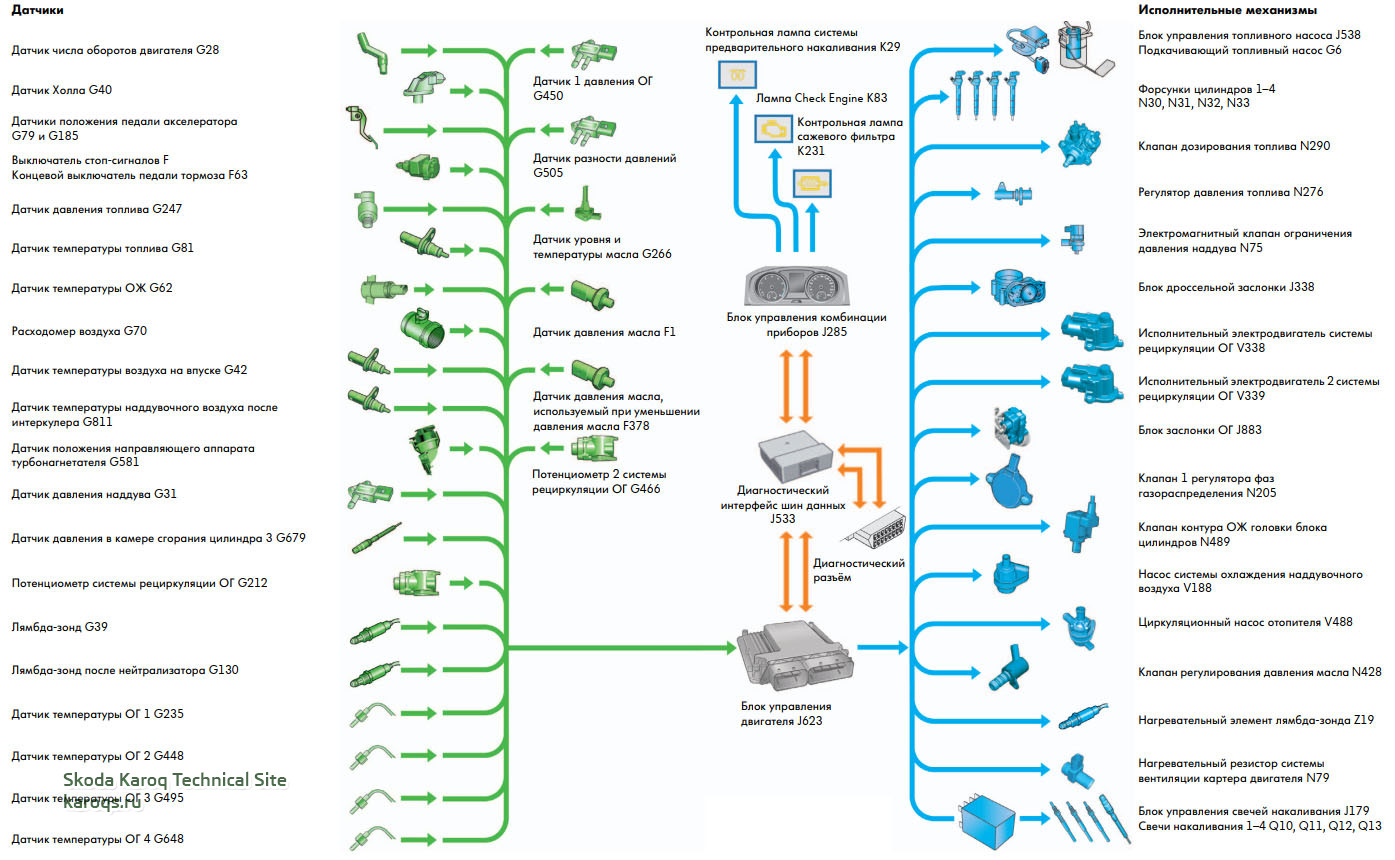 Датчики
Датчик числа оборотов двигателя G28
Датчик Холла G40
Датчики положения педали акселератора
G79 и G185
Выключатель стоп-сигналов F
Концевой выключатель педали тормоза F63
Датчик давления топлива G247
Датчик температуры топлива G81
Датчик температуры ОЖ G62
Расходомер воздуха G70
Датчик температуры воздуха на впуске G42
Датчик температуры наддувочного воздуха после
интеркулера G811
Датчик положения направляющего аппарата
турбонагнетателя G581
Датчик давления наддува G31
Датчик давления в камере сгорания цилиндра 3 G679
Потенциометр системы рециркуляции ОГ G212
Лямбда-зонд G39
Лямбда-зонд после нейтрализатора G130
Датчик температуры ОГ 1 G235
Датчик температуры ОГ 2 G448
Skoda Karoq Technical Site
Датчик температуры ОГ 3 G495
karoqs.ru
Датчик температуры ОГ 4 G648
Датчик 1 давления ОГ
G450
Датчик разности давлений
G505
Датчик уровня и
температуры масла G266
Датчик давления масла F1
Датчик давления масла,
используемый при уменьшении
давления масла F378
Потенциометр 2 системы
рециркуляции ОГ G466
Контрольная лампа системы
предварительного накаливания K29
Лампа Check Engine K83
Контрольная лампа
сажевого фильтра
K231
Блок управления комбинации
приборов J285
Диагностический
интерфейс шин данных
J533
Диагностический
разъём
Блок управления
двигателя J623
Исполнительные механизмы
Блок управления топливного насоса J538
Подкачивающий топливный насос G6
Форсунки цилиндров 1–4
N30, N31, N32, N33
Клапан дозирования топлива N290
Регулятор давления топлива N276
Электромагнитный клапан ограничения
давления наддува N75
Блок дроссельной заслонки J338
Исполнительный электродвигатель системы
рециркуляции ОГ V338
Исполнительный электродвигатель 2 системы
рециркуляции ОГ V339
Блок заслонки ОГ J883
Клапан 1 регулятора фаз
газораспределения N205
Клапан контура ОЖ головки блока
цилиндров N489
Насос системы охлаждения наддувочного
воздуха V188
Циркуляционный насос отопителя V488
Клапан регулирования давления масла N428
Нагревательный элемент лямбда-зонда Z19
Нагревательный резистор системы
вентиляции картера двигателя N79
Блок управления свечей накаливания J179
Свечи накаливания 1–4 Q10, Q11, Q12, Q13